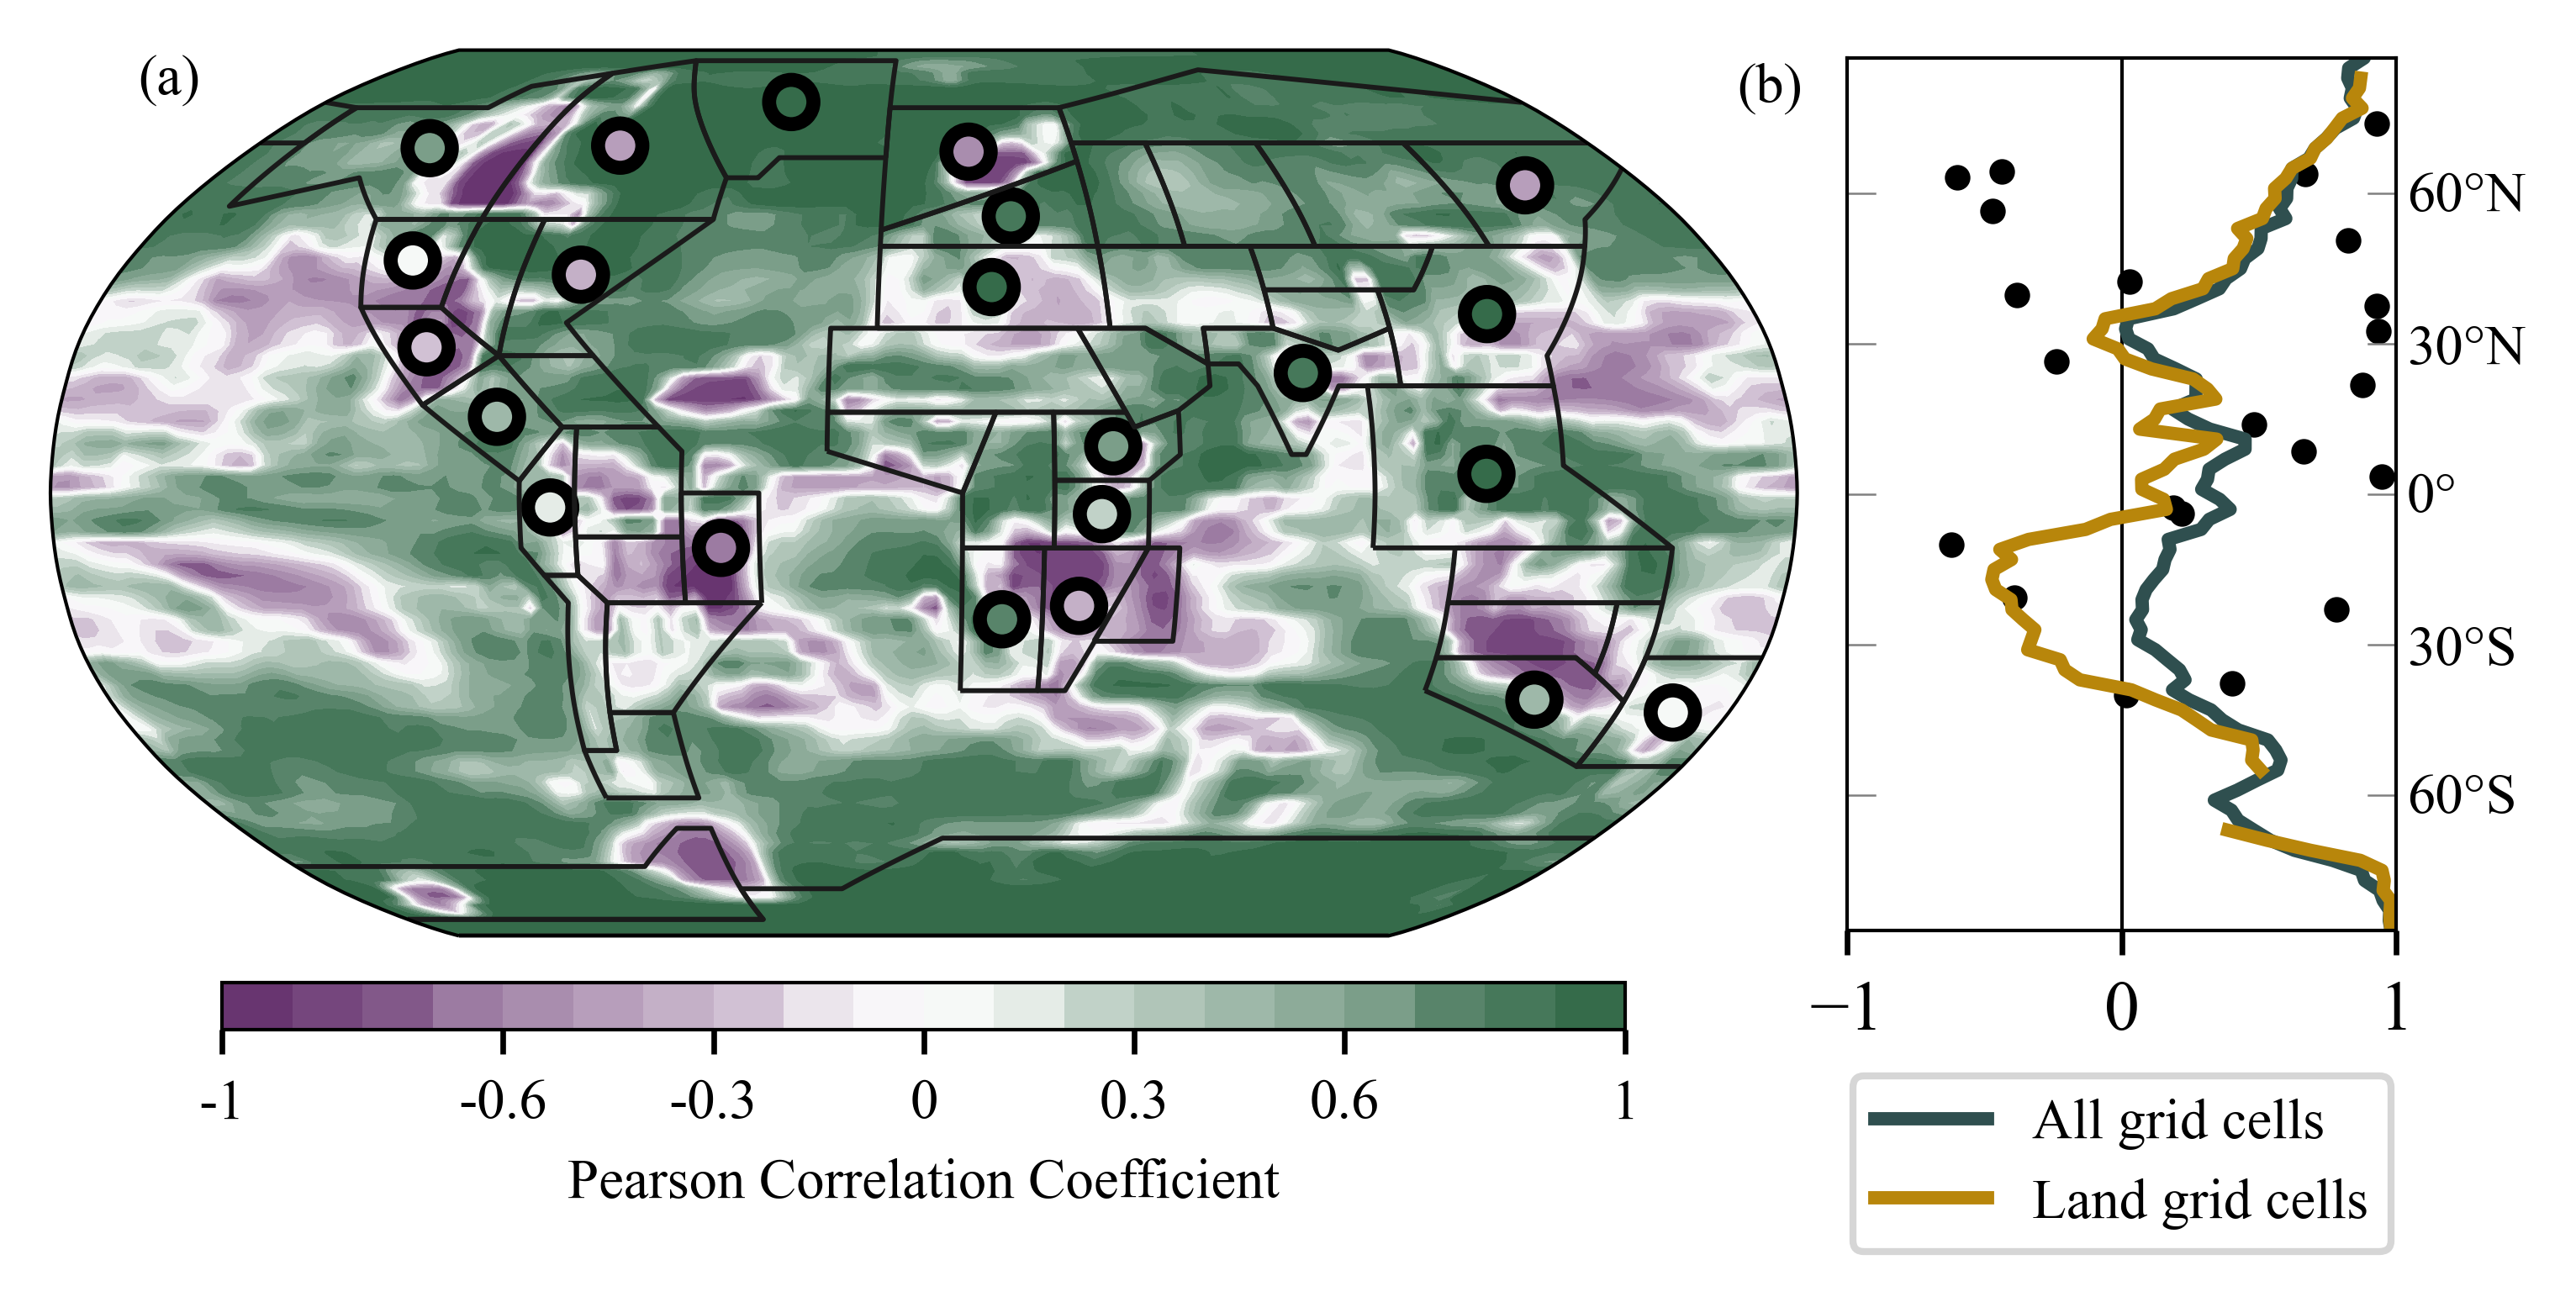 (a)
(b)
60°N
30°N
0°
30°S
60°S
−1 0 1
-1 -0.6 -0.3 0 0.3 0.6 1
Pearson Correlation Coefficient
All grid cells
Land grid cells